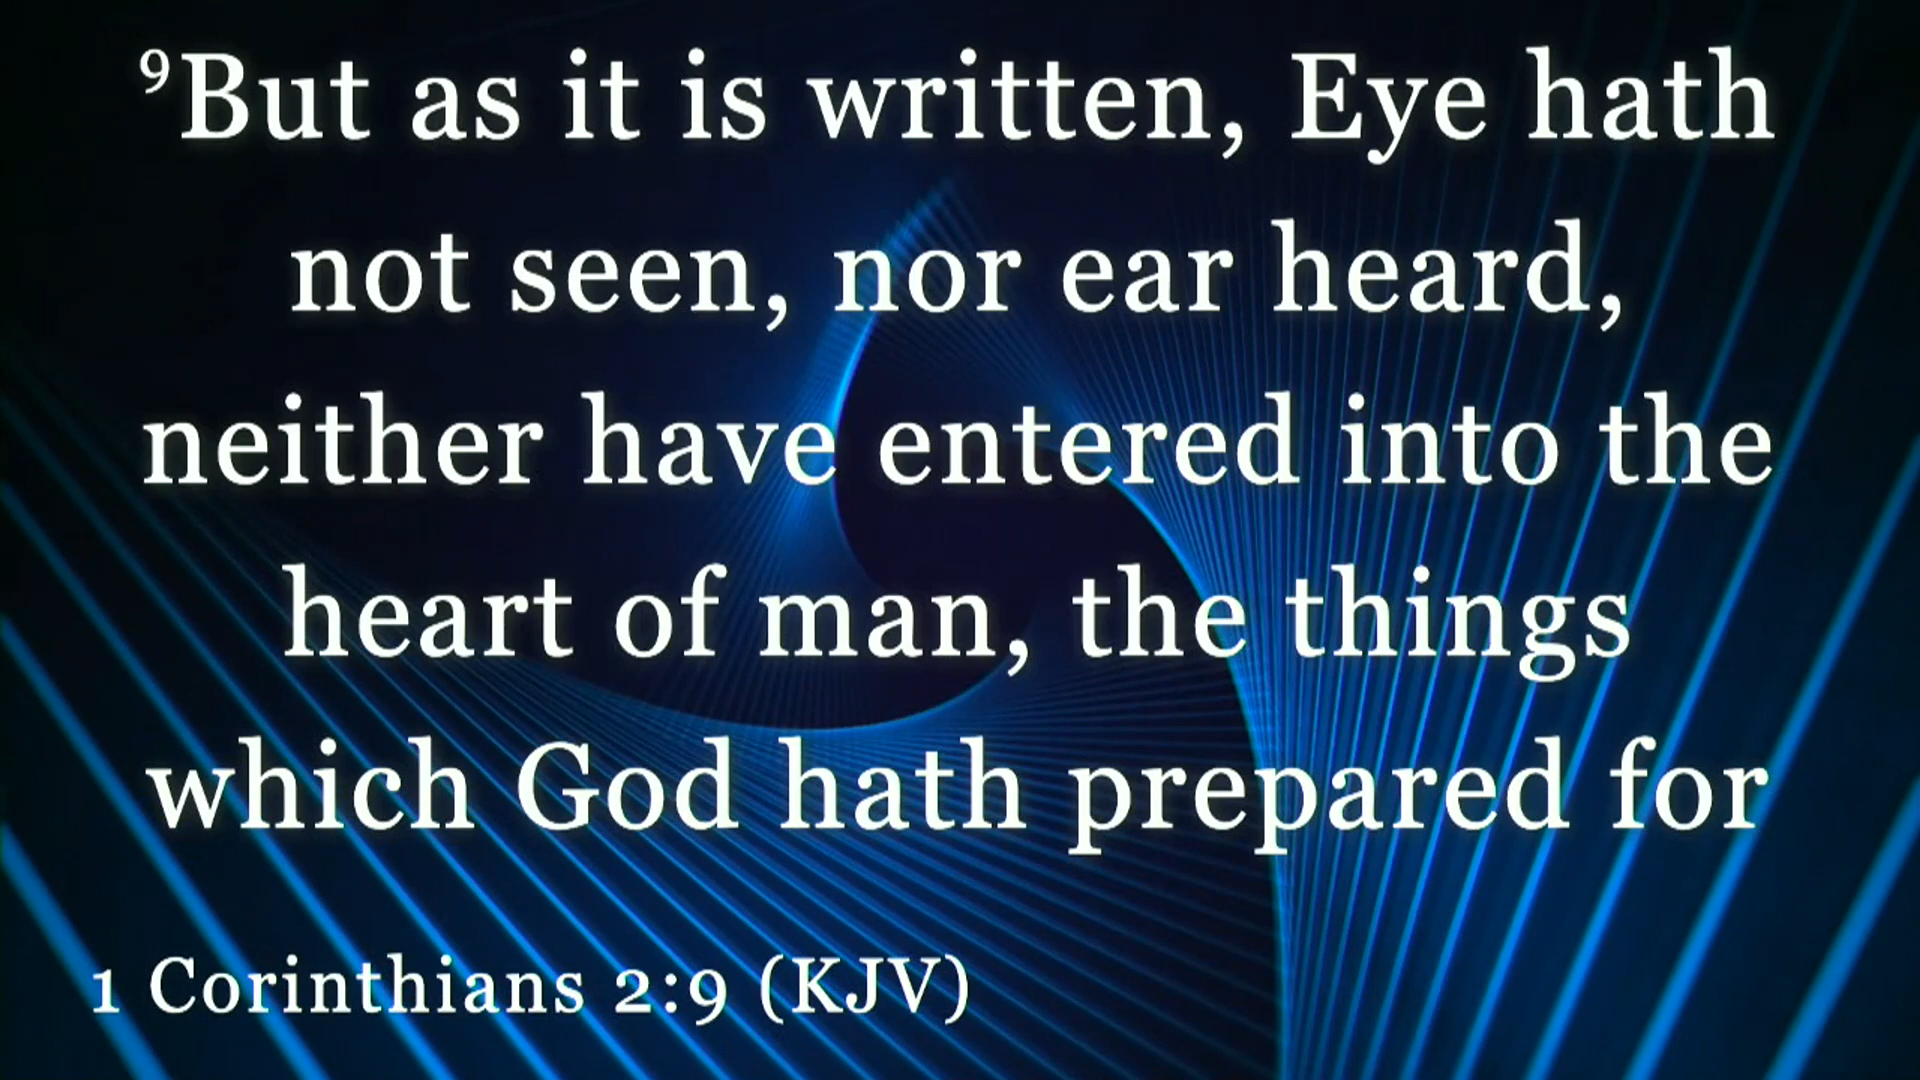 ⁹But as it is written, Eye hath
not seen, nor ear heard,
neither have entered into the
heart of man, the things
which God hath prepared for
1 Corinthians 2:9 (KJV)